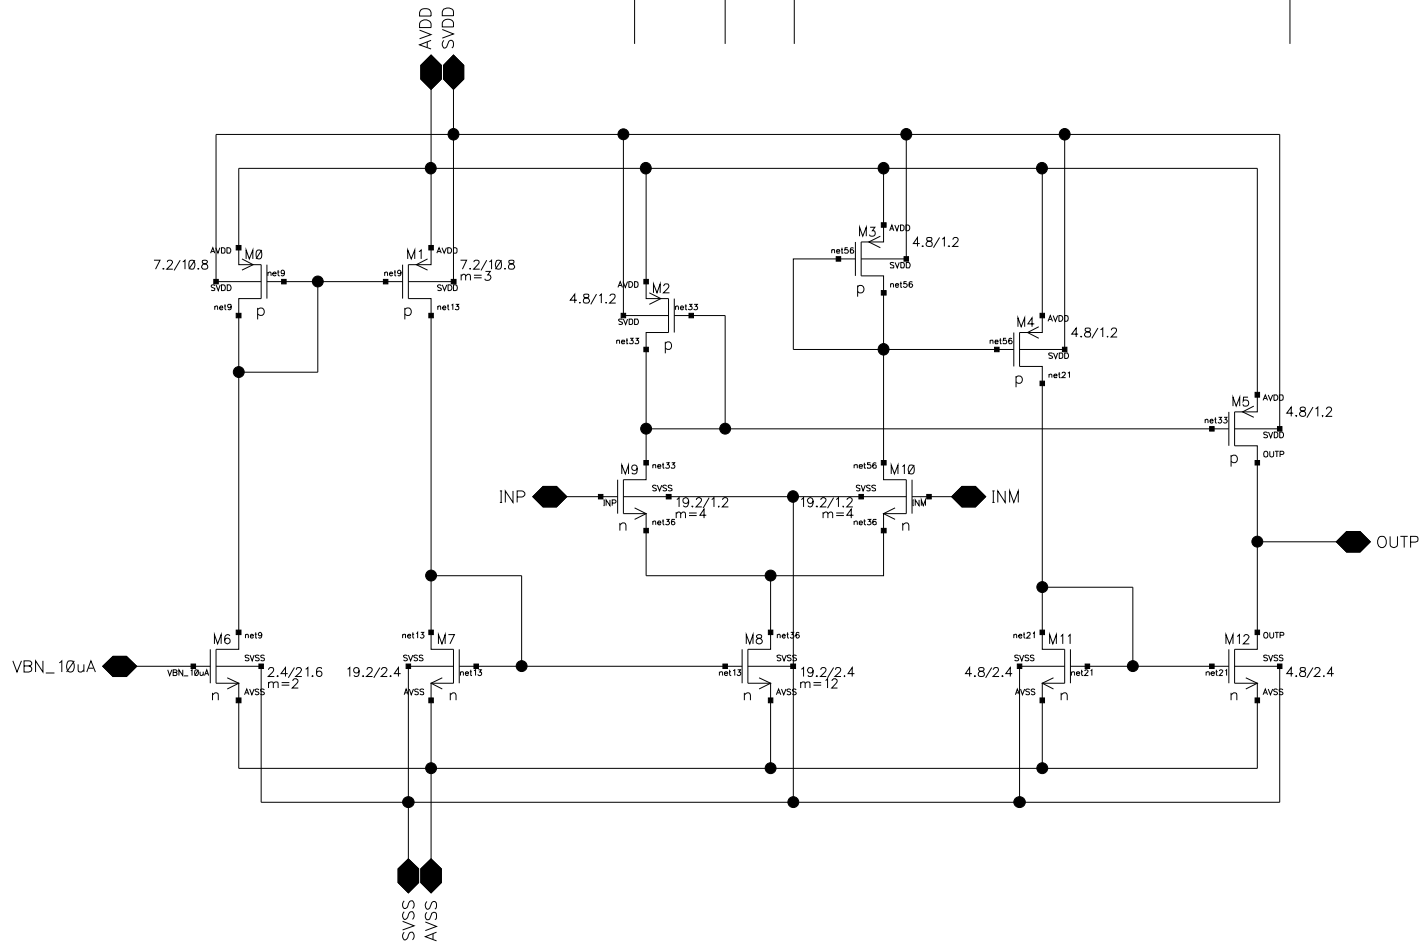 AVDD
SVDD
AVDD
M0
7.2/10.8
SVDD
net9
net9
p
AVDD
M1
net9
7.2/10.8
m=3
SVDD
net13
p
AVDD
M2
4.8/1.2
SVDD
net33
net33
p
M3
AVDD
4.8/1.2
net56
SVDD
net56
p
M4
AVDD
4.8/1.2
net56
SVDD
net21
p
M5
AVDD
4.8/1.2
net33
SVDD
OUTP
p
M9
net33
INP
INP
SVSS
19.2/1.2
m=4
net36
n
net56
M10
SVSS
19.2/1.2
m=4
INM
INM
net36
n
OUTP
M6
net9
VBN_10uA
VBN_10uA
SVSS
2.4/21.6
m=2
AVSS
n
net13
M7
SVSS
19.2/2.4
net13
AVSS
n
M8
net36
net13
SVSS
19.2/2.4
m=12
AVSS
n
net21
M11
SVSS
4.8/2.4
net21
AVSS
n
M12
OUTP
net21
SVSS
4.8/2.4
AVSS
n
SVSS
AVSS